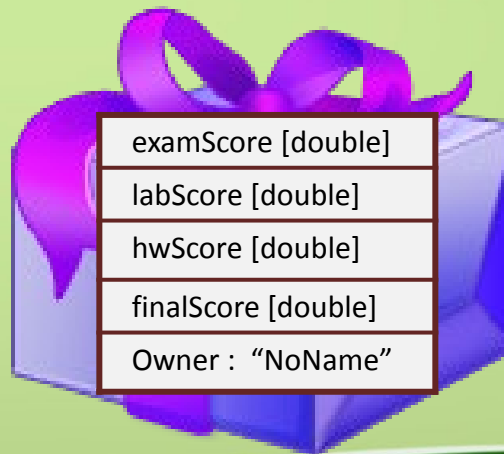 examScore [double]
labScore [double]
hwScore [double]
finalScore [double]
Owner : “NoName”